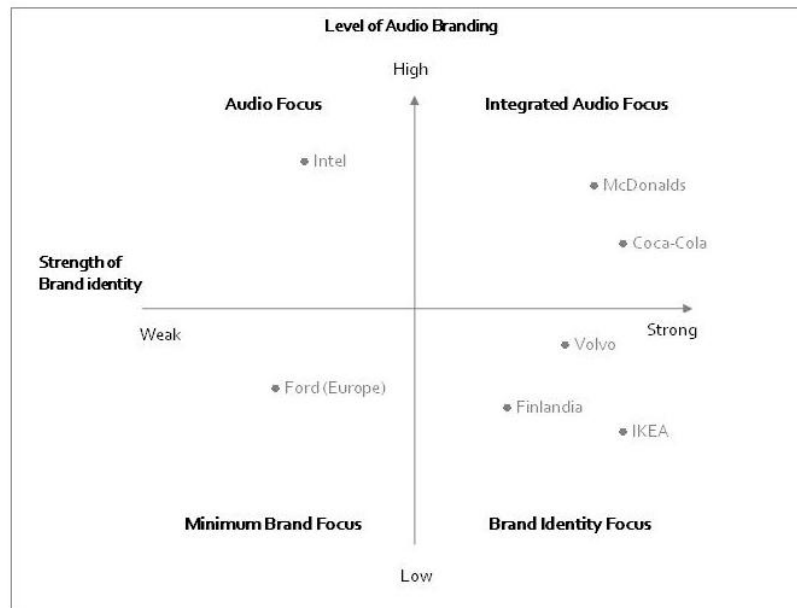 Level of Audio Branding
High
Audio Focus
Integrated Audio Focus
Intel
McDonalds
Coca-Cola
Strength of
Brand identity
Weak
Strong
Volvo
Ford (Europe)
Finlandia
IKEA
Minimum Brand Focus
Brand Identity Focus
Low